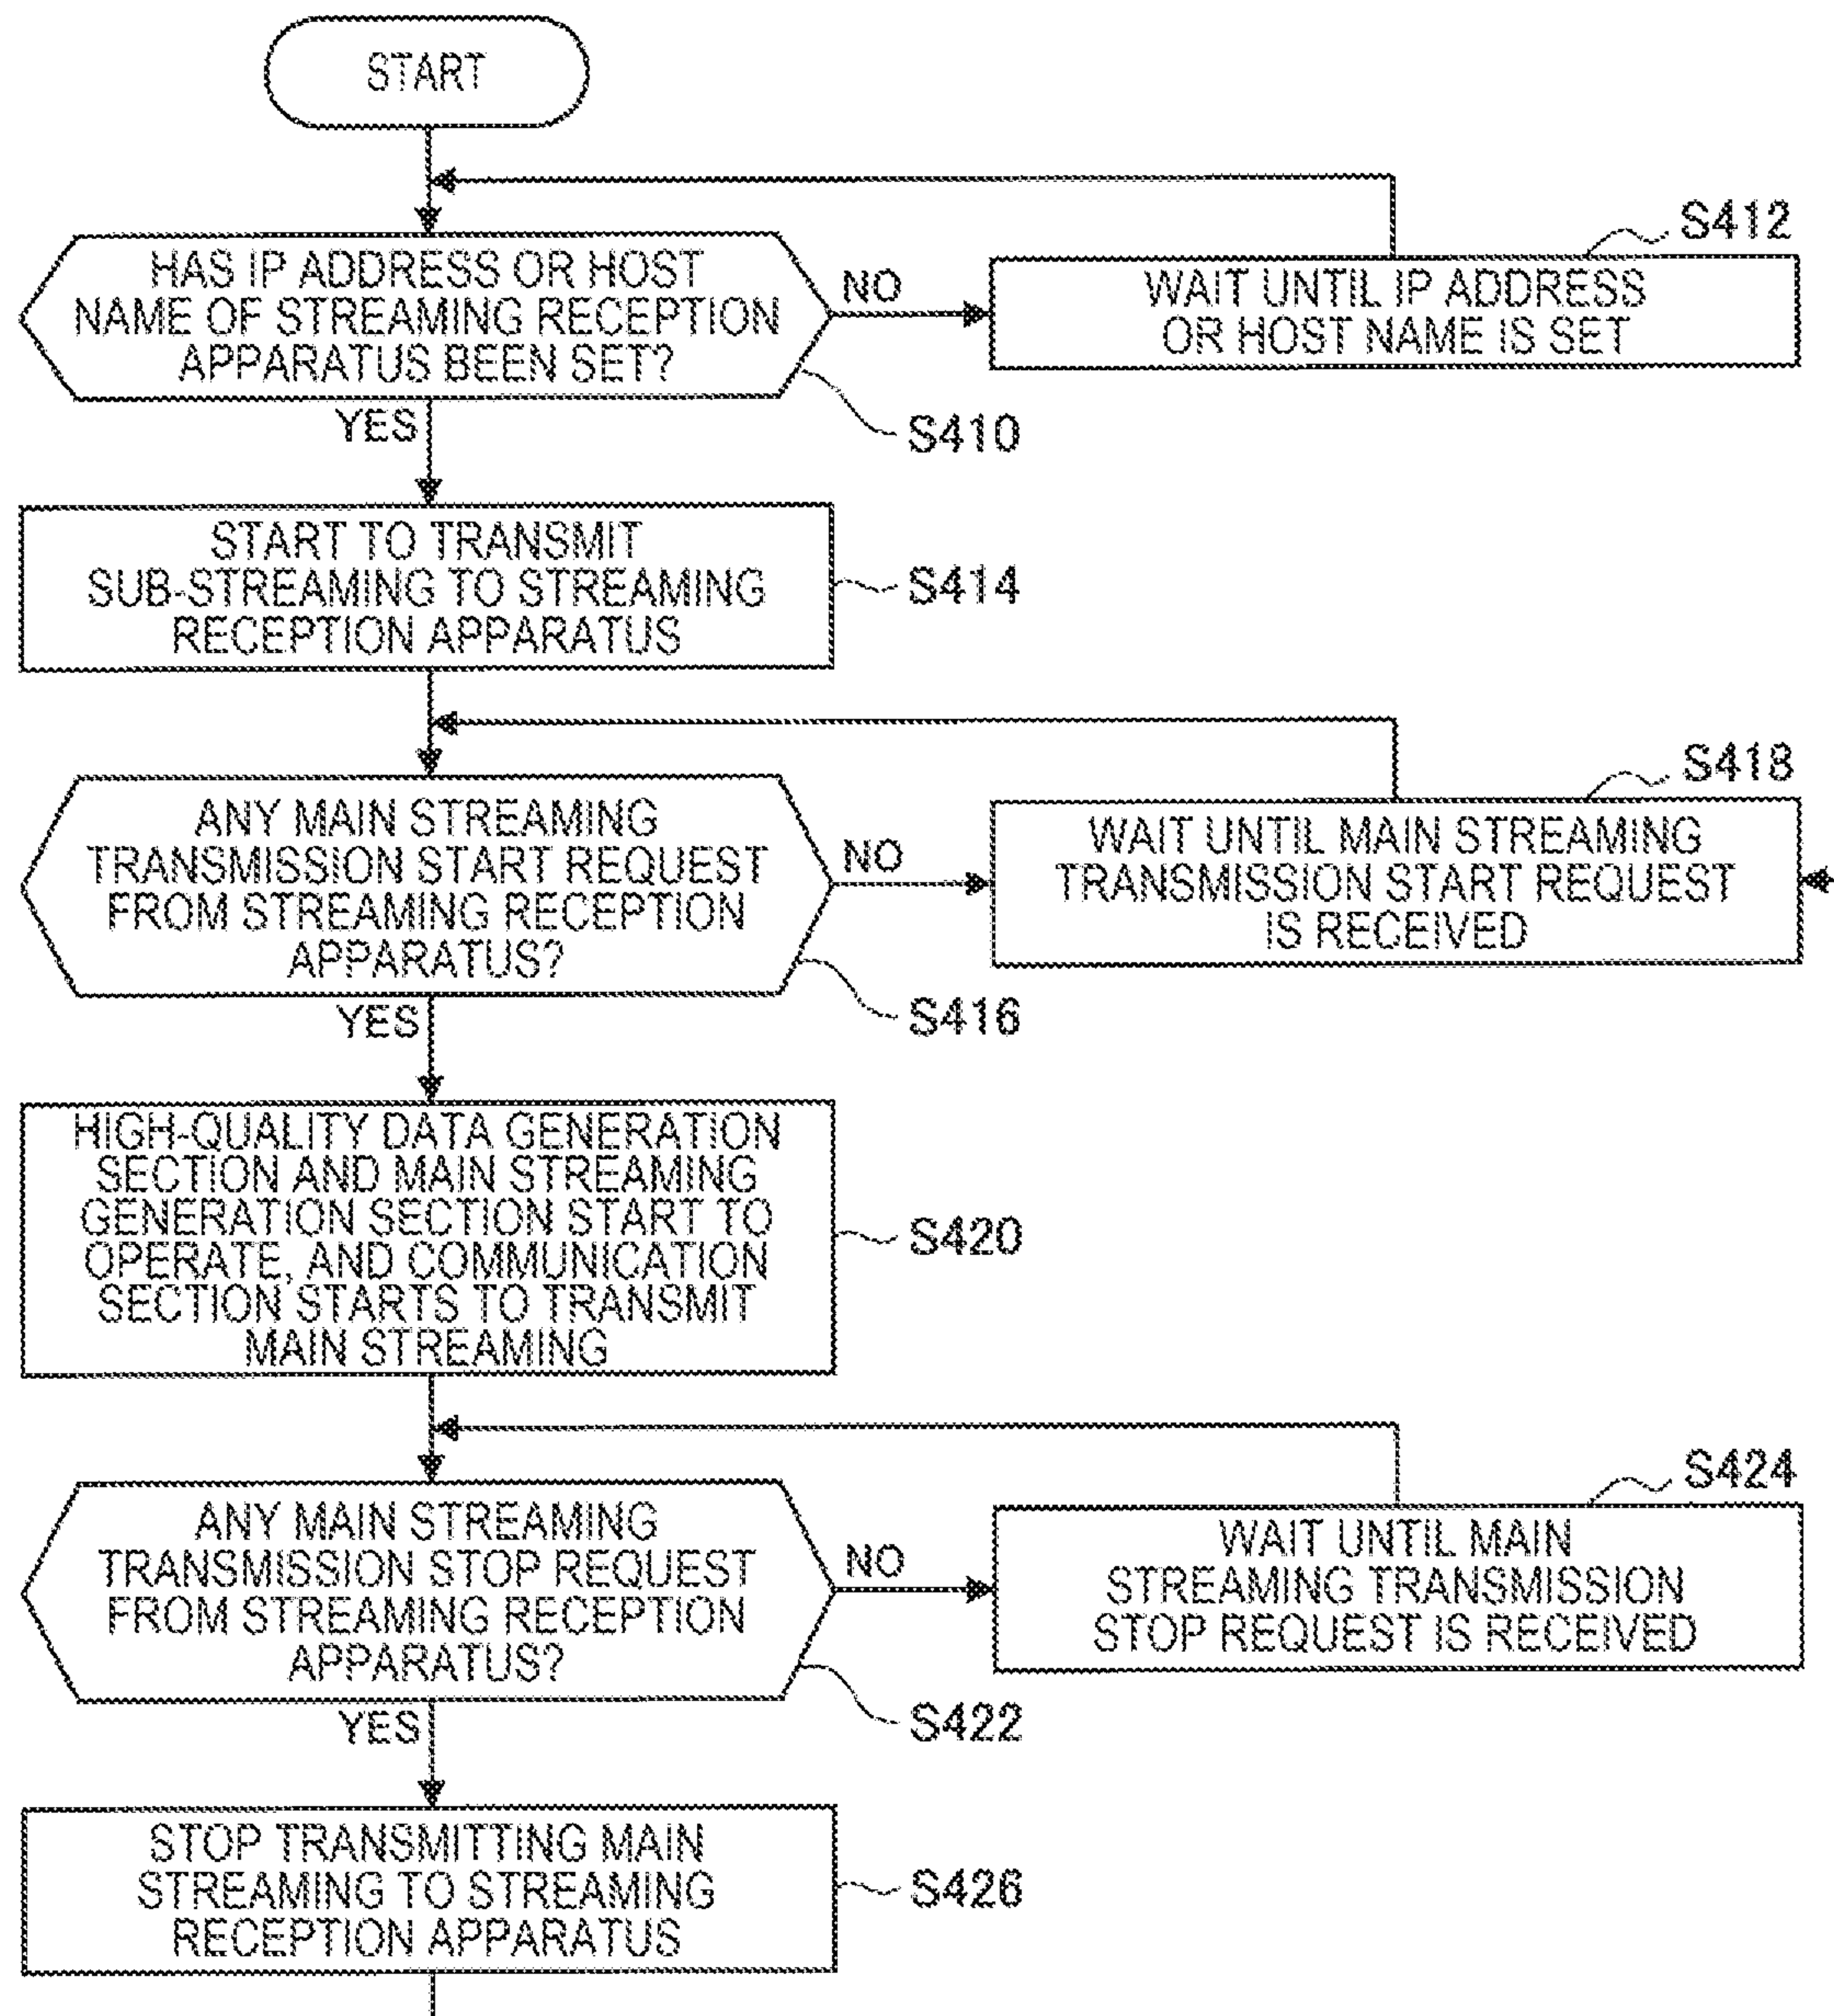 START
HAS IP ADDRESS OR HOST
NAME OF STREAMING RECEPTION
APPARATUS BEEN SET?
NO
YES
S410
S412
WAIT UNTIL IP ADDRESS
OR HOST NAME IS SET
START TO TRANSMIT
SUB-STREAMING TO STREAMING
RECEPTION APPARATUS
S414
ANY MAIN STREAMING
TRANSMISSION START REQUEST
FROM STREAMING RECEPTION
APPARATUS?
NO
YES
S416
S418
WAIT UNTIL MAIN STREAMING
TRANSMISSION START REQUEST
IS RECEIVED
HIGH-QUALITY DATA GENERATION
SECTION AND MAIN STREAMING
GENERATION SECTION START TO
OPERATE, AND COMMUNICATION
SECTION STARTS TO TRANSMIT
MAIN STREAMING
S420
ANY MAIN STREAMING
TRANSMISSION STOP REQUEST
FROM STREAMING RECEPTION
APPARATUS?
NO
YES
S422
S424
WAIT UNTIL MAIN
STREAMING TRANSMISSION
STOP REQUEST IS RECEIVED
STOP TRANSMITTING MAIN
STREAMING TO STREAMING
RECEPTION APPARATUS
S426